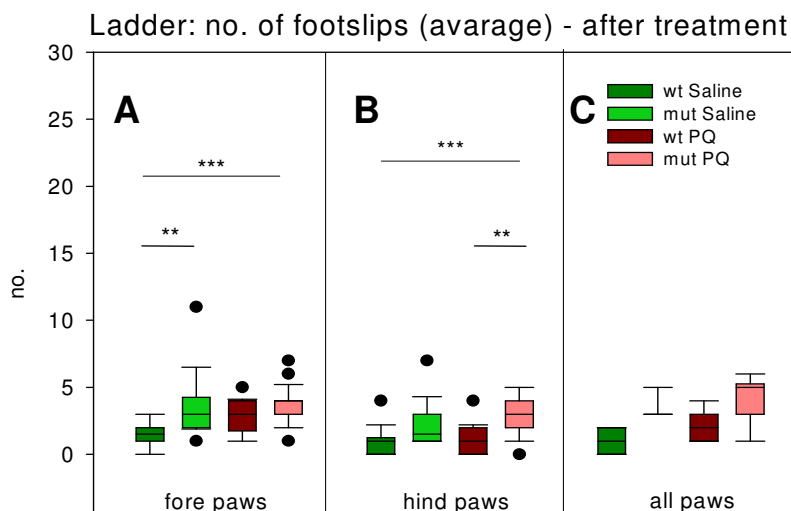 Ladder: no. of footslips (avarage) - after treatment
30
25
20
15
10
5
0
no.
A
***
**
fore paws
B
***
**
hind paws
C
wt Saline
mut Saline
wt PQ
mut PQ
all paws